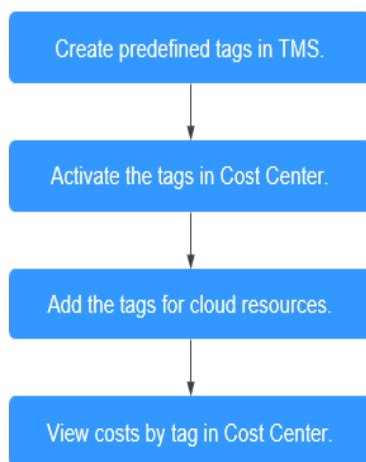 Create predefined tags in TMS.
Activate the tags in Cost Center.
Add the tags for cloud resources.
View costs by tag in Cost Center.